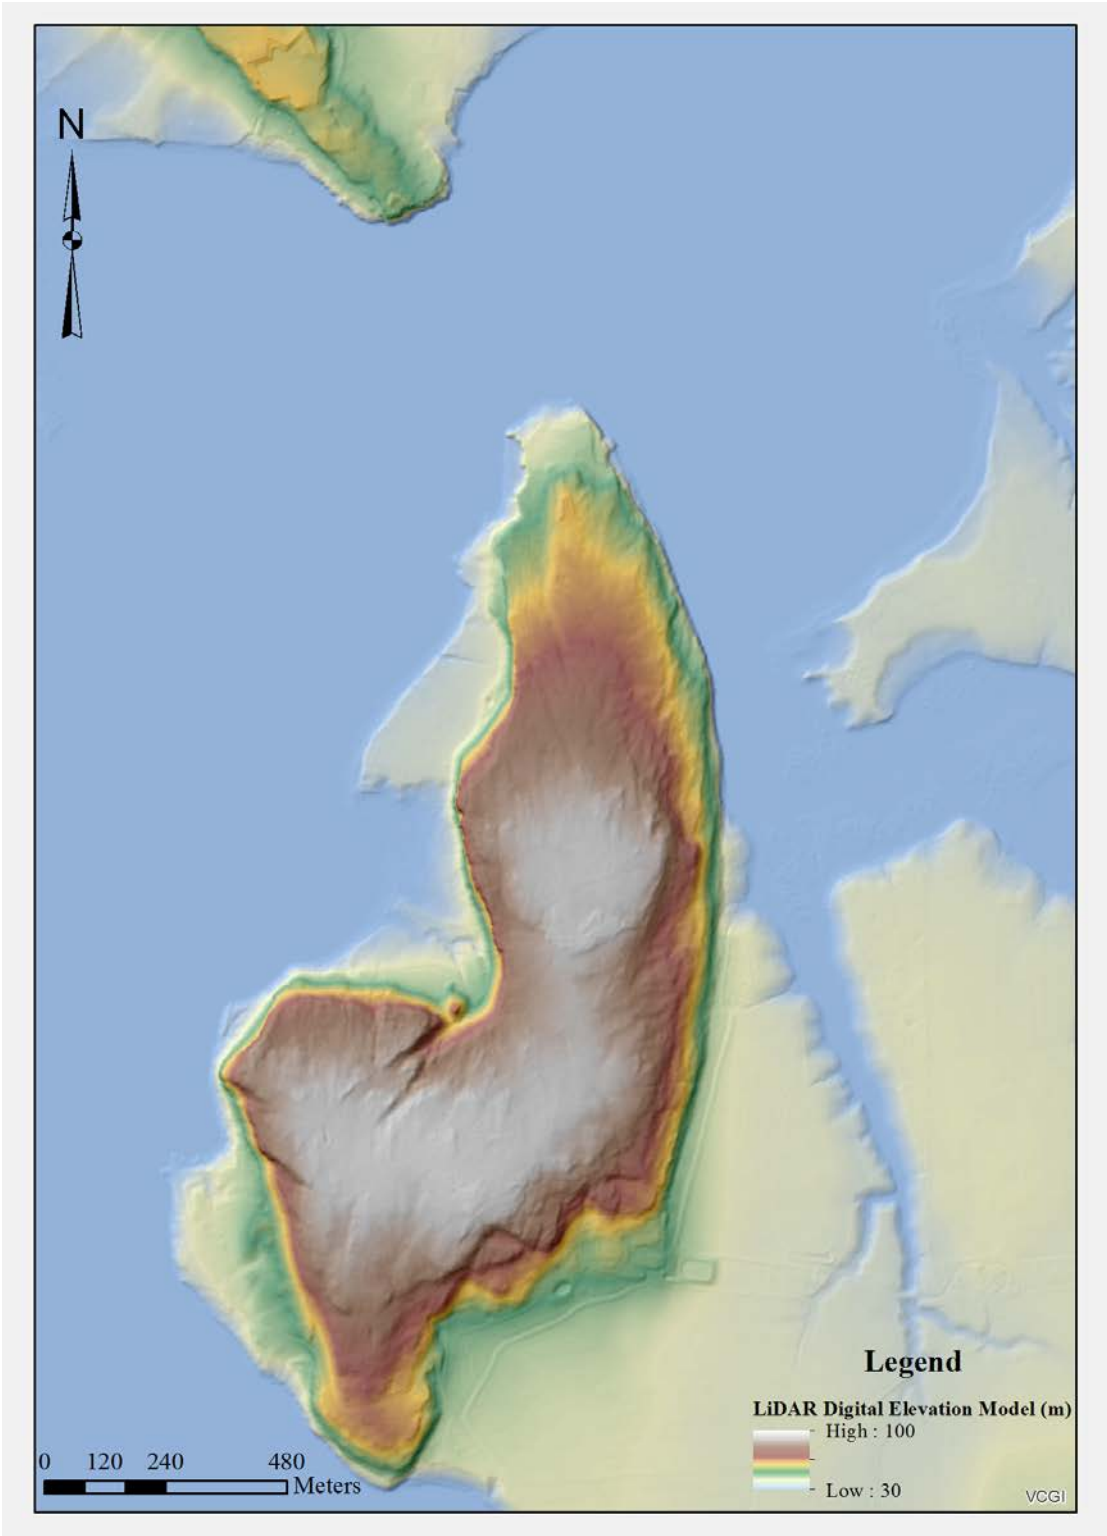 N
Legend
LiDAR Digital Elevation Model (m)
High : 100
Low : 30
0 120 240 480
Meters
VCGI